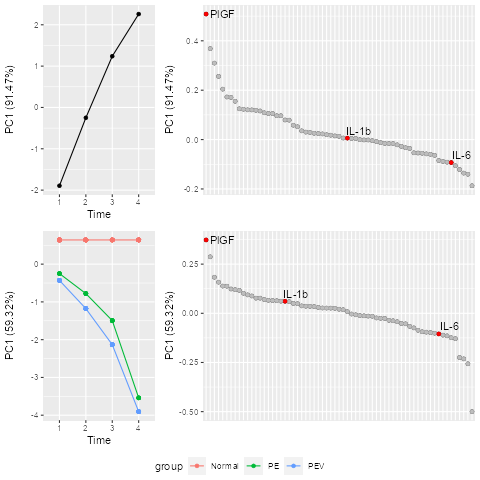 PC1 (91.47%)
2
1
0
-1
-2
1 2 3 4
Time
PC1 (91.47%)
0.4
0.2
0.0
-0.2
PIGF
IL-1b
IL-6
PC1 (59.32%)
0
-1
-2
-3
-4
1 2 3 4
Time
PC1 (59.32%)
0.25
0.00
-0.25
-0.50
PIGF
IL-1b
IL-6
group Normal PE PEV